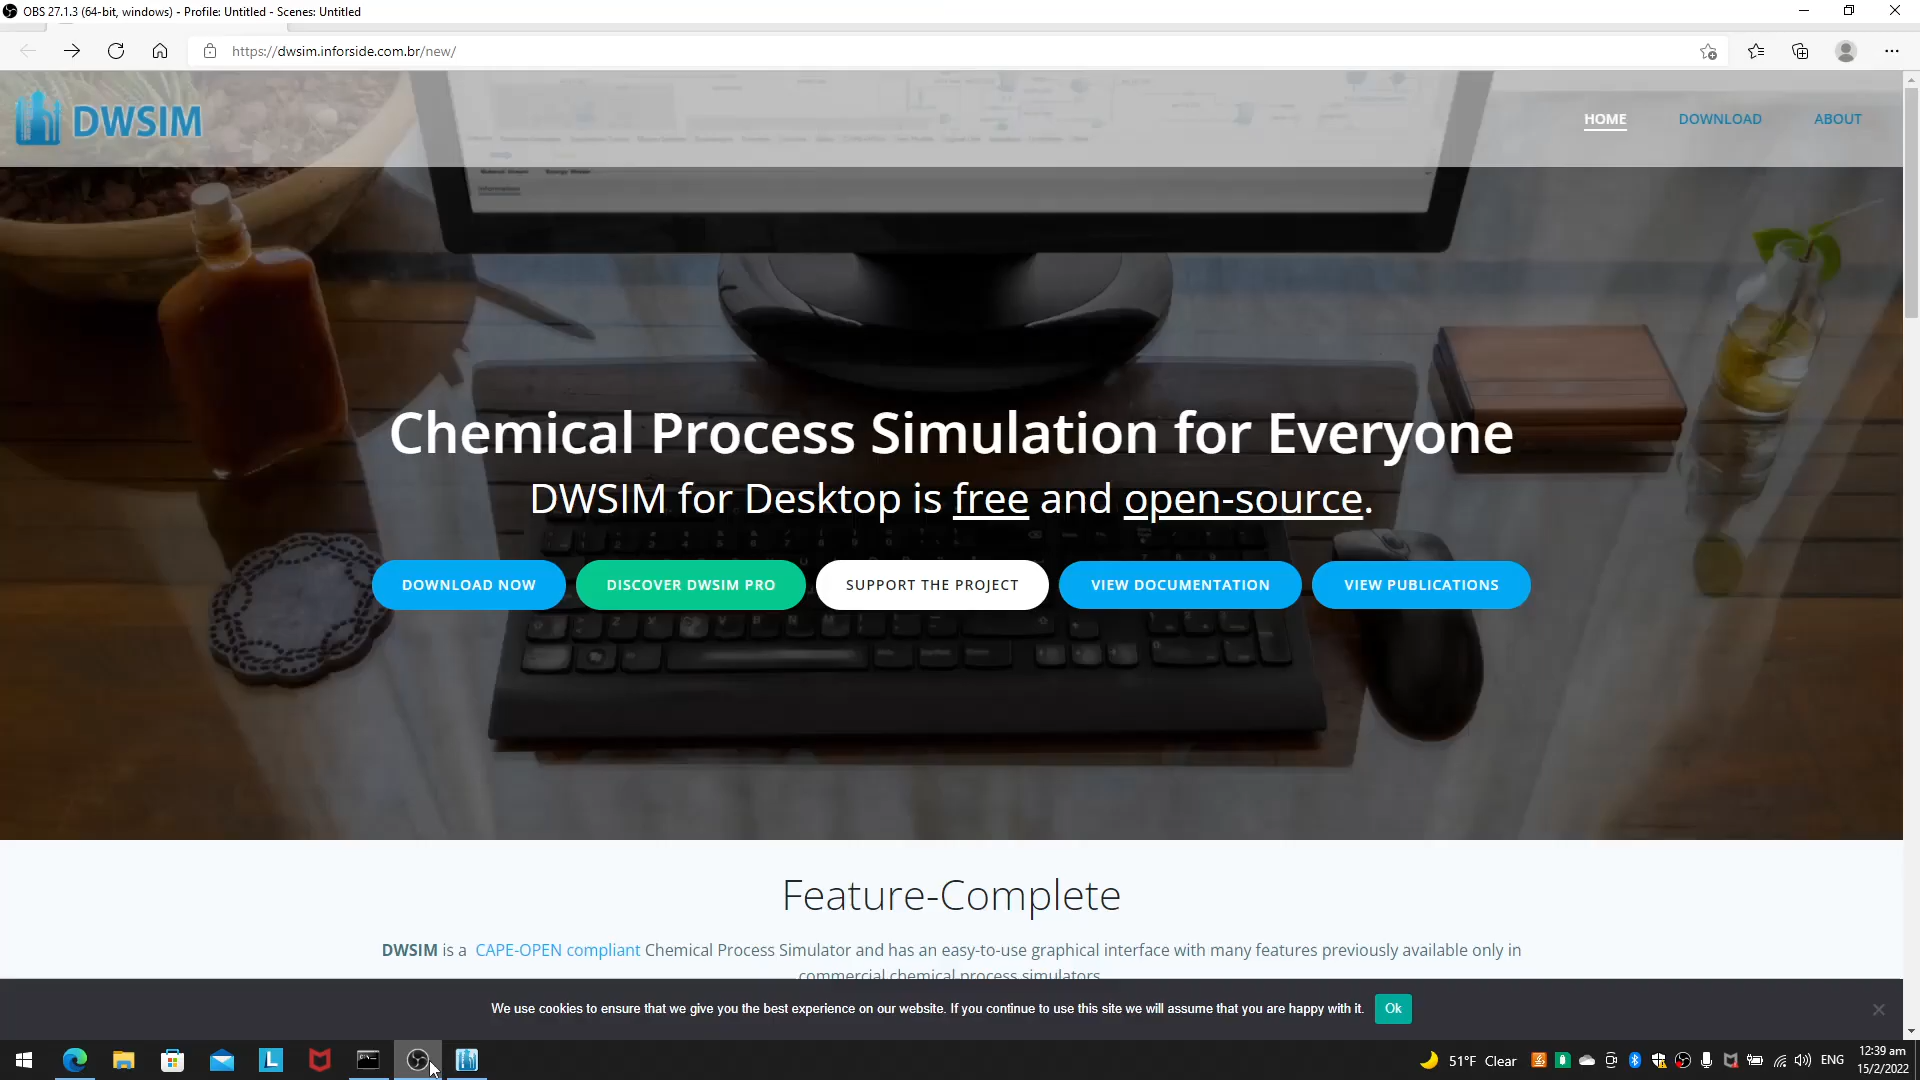 OBS 27.1.3 (64-bit, windows) - Profile: Untitled - Scenes: Untitled
https://dwsim.inforside.com.br/new/
DWSIM
HOME
DOWNLOAD
ABOUT
Chemical Process Simulation for Everyone
DWSIM for Desktop is free and open-source.
DOWNLOAD NOW
DISCOVER DWSIM PRO
SUPPORT THE PROJECT
VIEW DOCUMENTATION
VIEW PUBLICATIONS
Feature-Complete
DWSIM is a CAPE-OPEN compliant Chemical Process Simulator and has an easy-to-use graphical interface with many features previously available only in
commercial chemical process simulators.
We use cookies to ensure that we give you the best experience on our website. If you continue to use this site we will assume that you are happy with it.
Ok
L
51°F Clear
ENG
12:39 am
15/2/2022